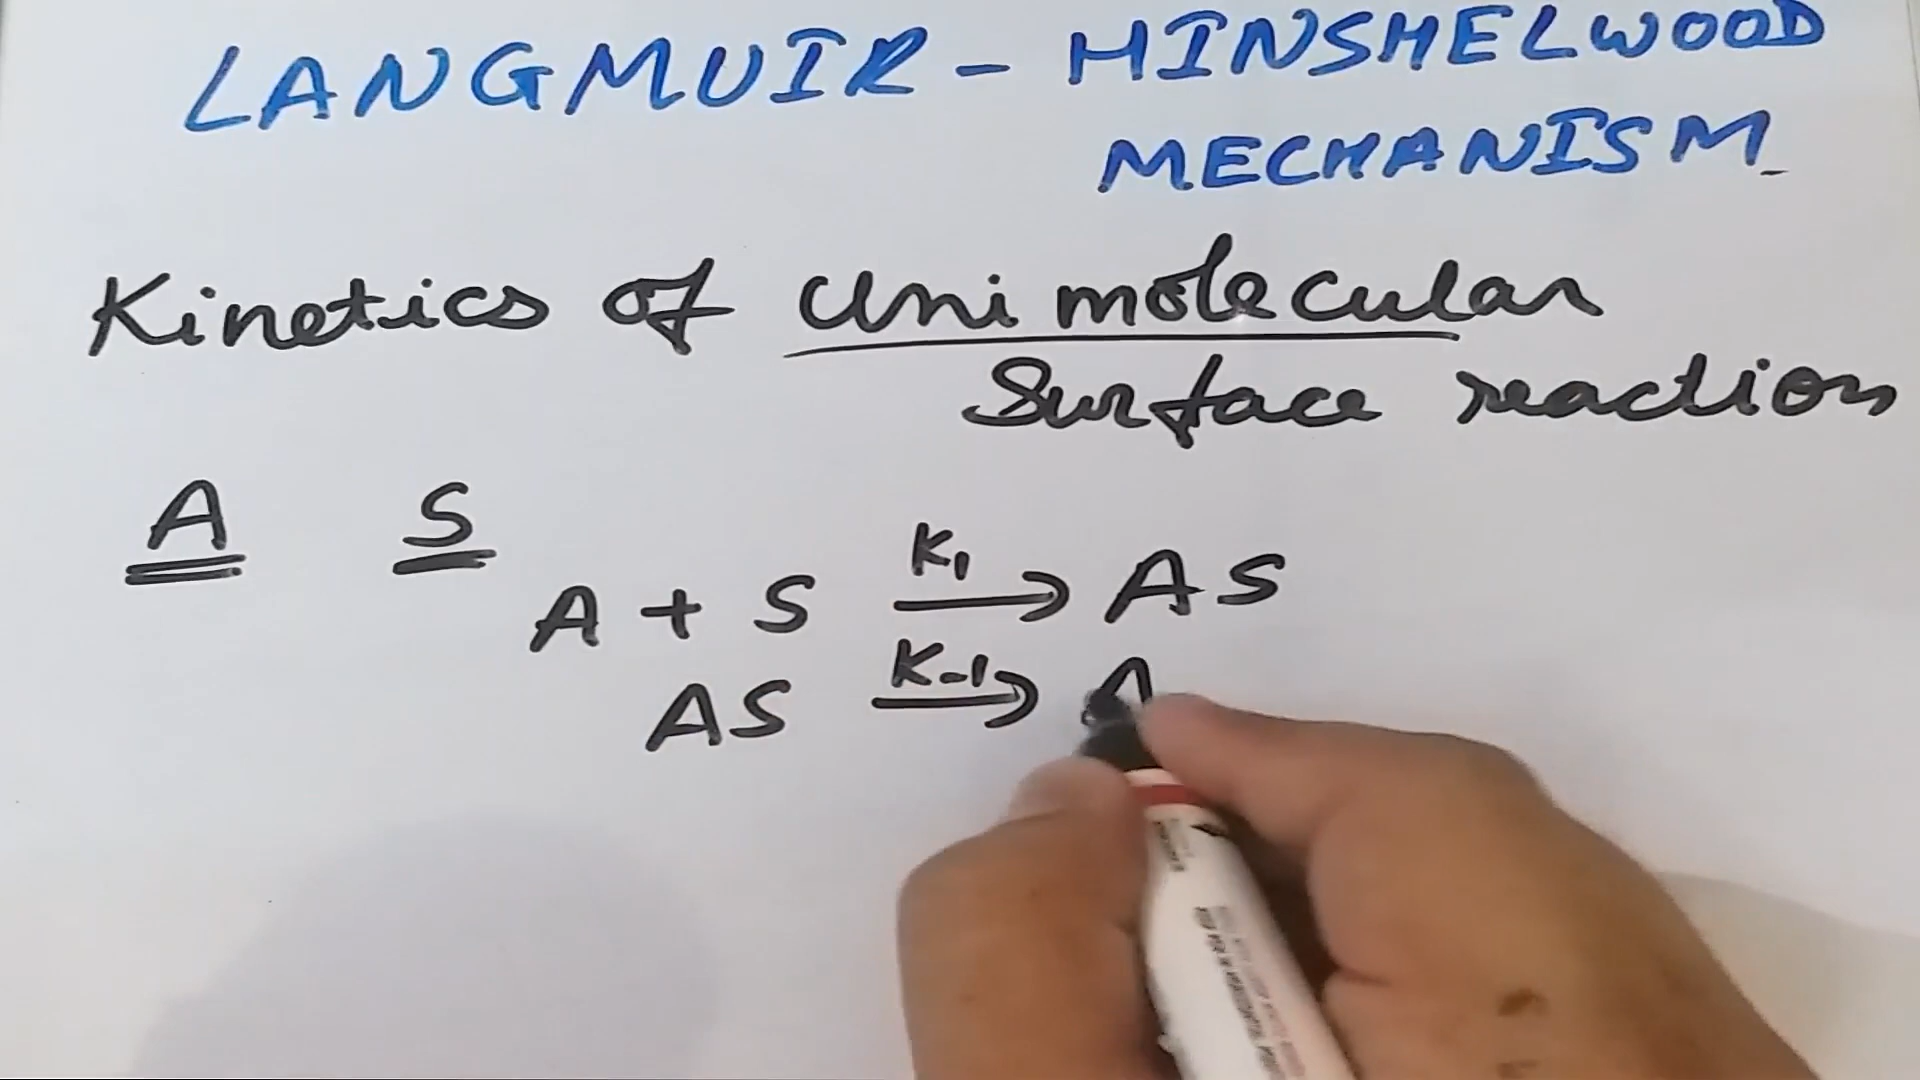 LANGMUIR - HINSHELWOOD
MECHANISM
Kinetics of Unimolecular
Surface reaction
A S
A + S K1 → AS
AS K-1 → A